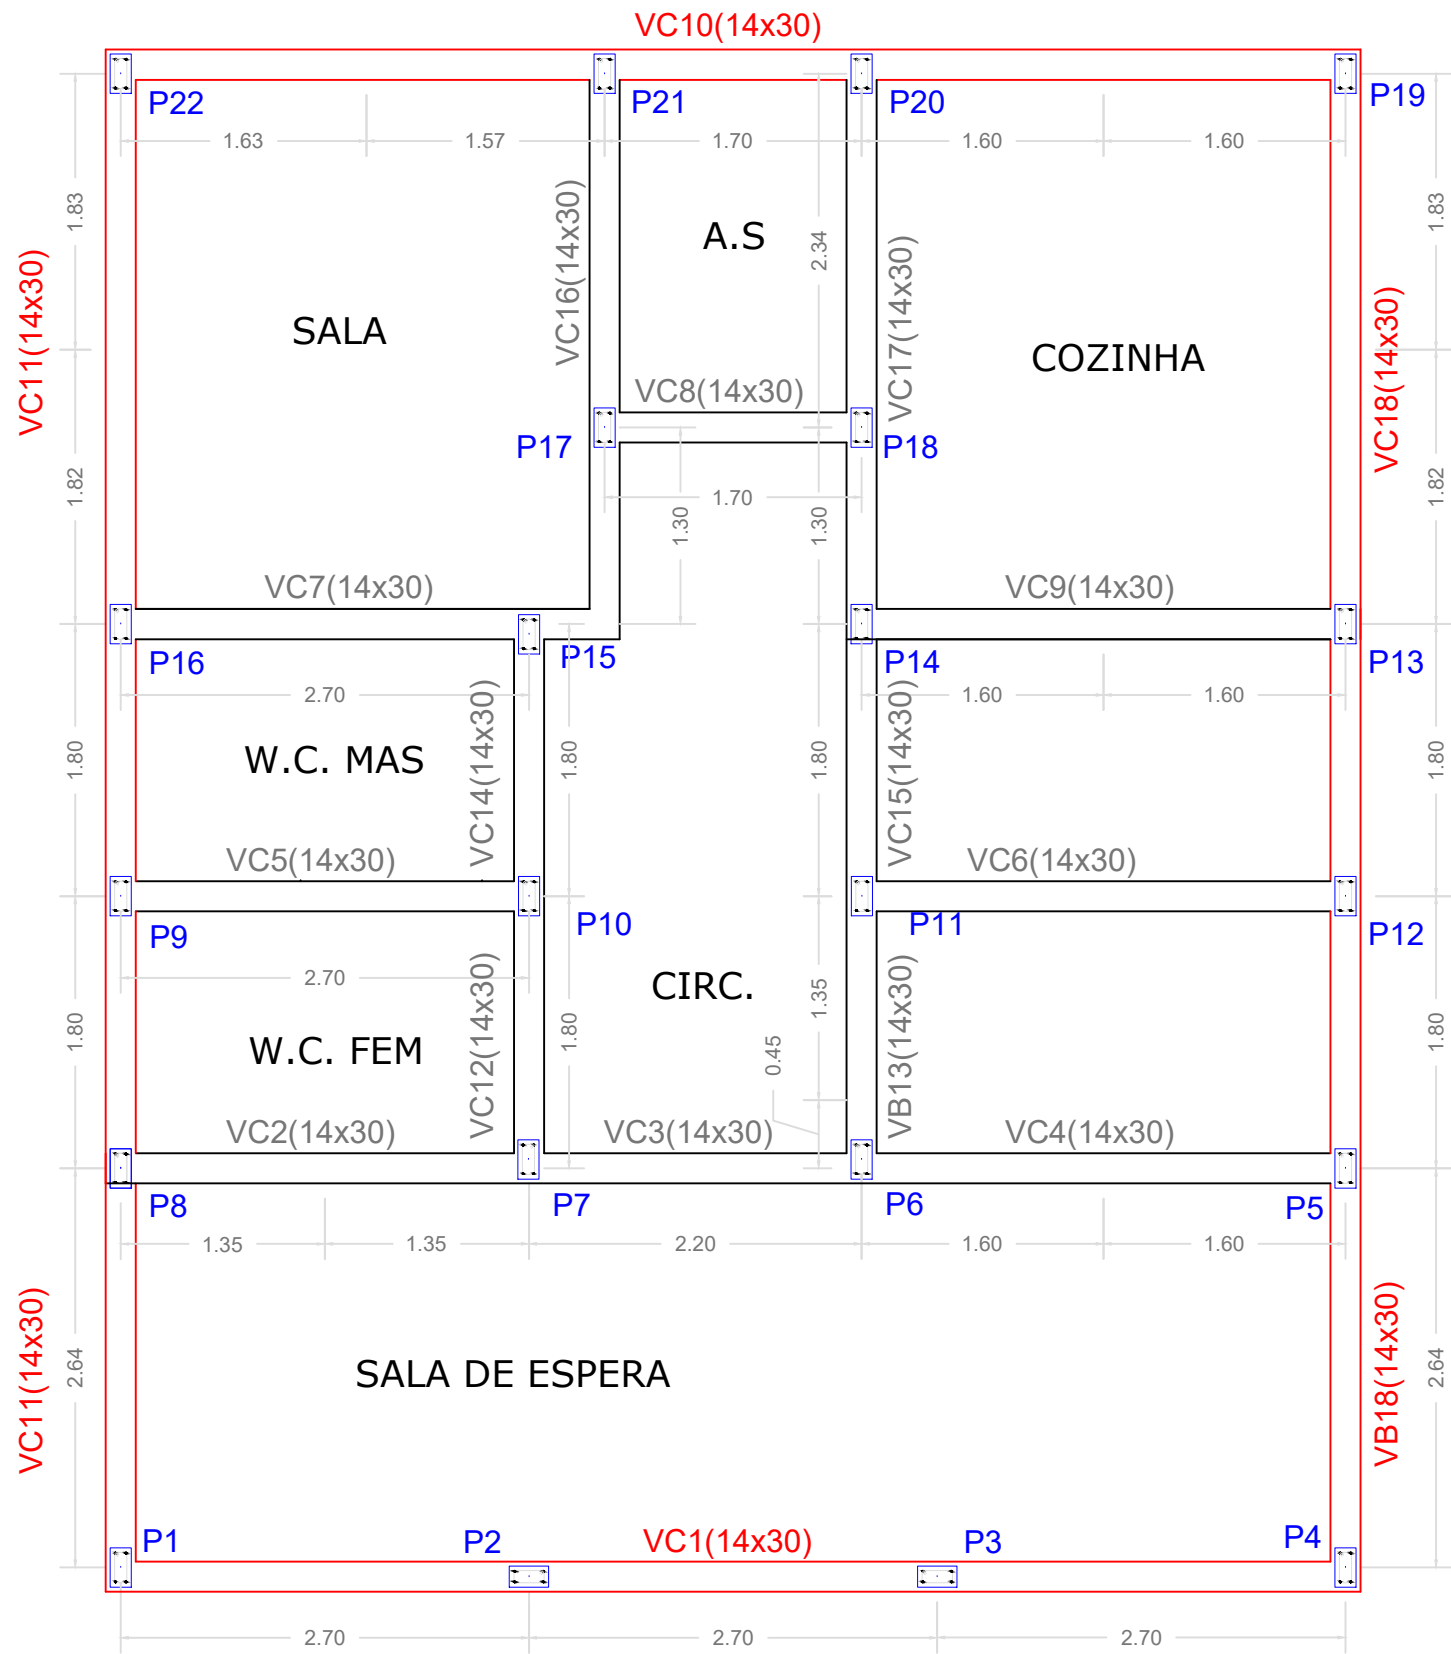 VC10(14x30)
P22
P21
P20
P19
1.63
1.57
1.70
1.60
1.60
1.83
1.83
VC11(14x30)
VC16(14x30)
A.S
2.34
VC17(14x30)
VC18(14x30)
SALA
COZINHA
VC8(14x30)
P17
P18
1.82
1.70
1.30
1.30
1.82
VC7(14x30)
VC9(14x30)
P16
P15
P14
P13
2.70
1.60
1.60
1.80
W.C. MAS
VC14(14x30)
1.80
1.80
VC15(14x30)
1.80
VC5(14x30)
VC6(14x30)
P9
P10
P11
P12
2.70
CIRC.
1.35
1.80
W.C. FEM
VC12(14x30)
1.80
0.45
VB13(14x30)
1.80
VC2(14x30)
VC3(14x30)
VC4(14x30)
P8
P7
P6
P5
1.35
1.35
2.20
1.60
1.60
VC11(14x30)
2.64
SALA DE ESPERA
VB18(14x30)
2.64
P1
P2
VC1(14x30)
P3
P4
2.70
2.70
2.70